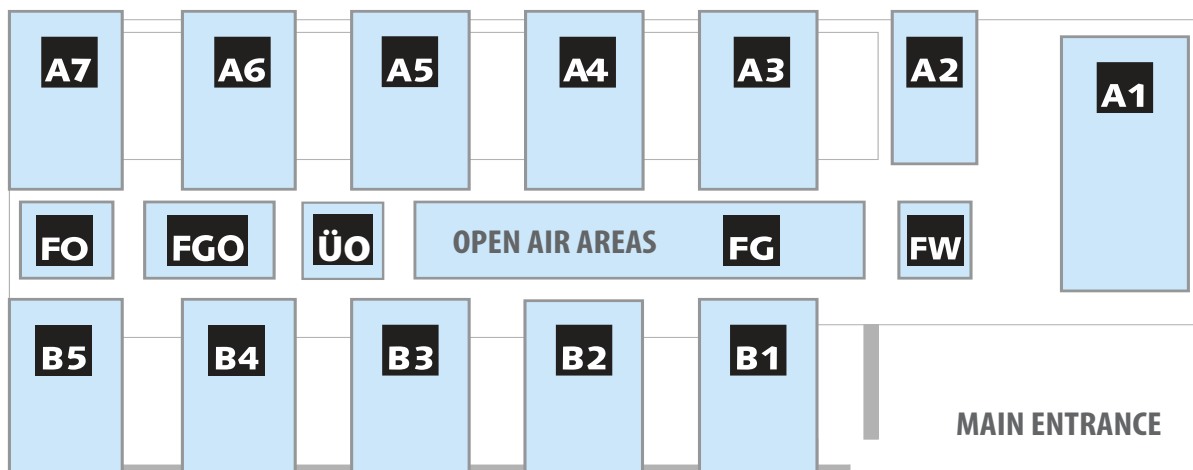 A7 A6 A5 A4 A3 A2 A1
FO FGO ÜO OPEN AIR AREAS FG FW
B5 B4 B3 B2 B1
MAIN ENTRANCE